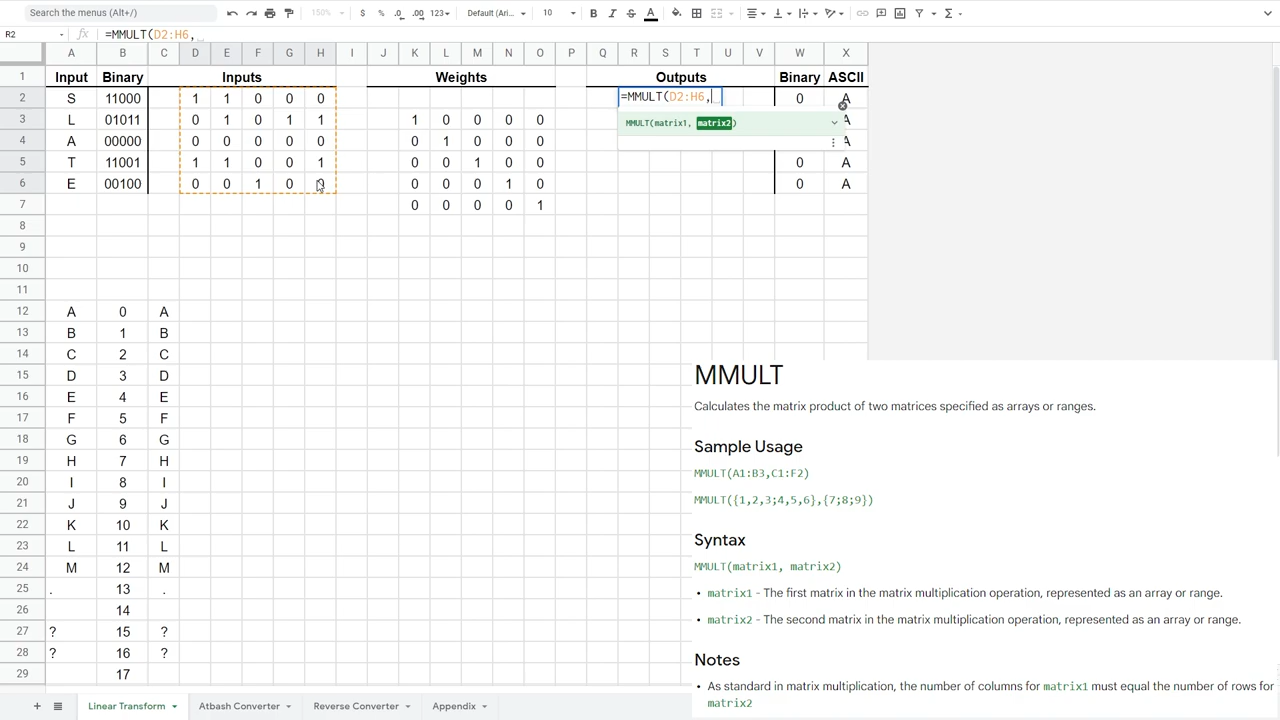 Search the menus (Alt+/) 150% $ % .0 .00 123 Default (Ari... 10 B I S A Σ
R2 fx =MMULT(D2:H6,
A B C D E F G H I J K L M N O P Q R S T U V W X
1 Input Binary Inputs Weights Outputs Binary ASCII
2 S 11000 1 1 0 0 0 =MMULT(D2:H6, 0 A
3 L 01011 0 1 0 1 1 1 0 0 0 0 MMULT(matrix1, matrix2) A
4 A 00000 0 0 0 0 0 0 1 0 0 0 A
5 T 11001 1 1 0 0 1 0 0 1 0 0 0 A
6 E 00100 0 0 1 0 0 0 0 0 1 0 0 A
7 0 0 0 0 1
8
9
10
11
12 A 0 A
13 B 1 B
14 C 2 C
15 D 3 D
16 E 4 E
17 F 5 F
18 G 6 G
19 H 7 H
20 I 8 I
21 J 9 J
22 K 10 K
23 L 11 L
24 M 12 M
25 . 13 .
26 14
27 ? 15 ?
28 ? 16 ?
29 17
MMULT
Calculates the matrix product of two matrices specified as arrays or ranges.
Sample Usage
MMULT(A1:B3,C1:F2)
MMULT({1,2,3;4,5,6},{7;8;9})
Syntax
MMULT(matrix1, matrix2)
• matrix1 - The first matrix in the matrix multiplication operation, represented as an array or range.
• matrix2 - The second matrix in the matrix multiplication operation, represented as an array or range.
Notes
• As standard in matrix multiplication, the number of columns for matrix1 must equal the number of rows for
matrix2
+ Linear Transform Atbash Converter Reverse Converter Appendix